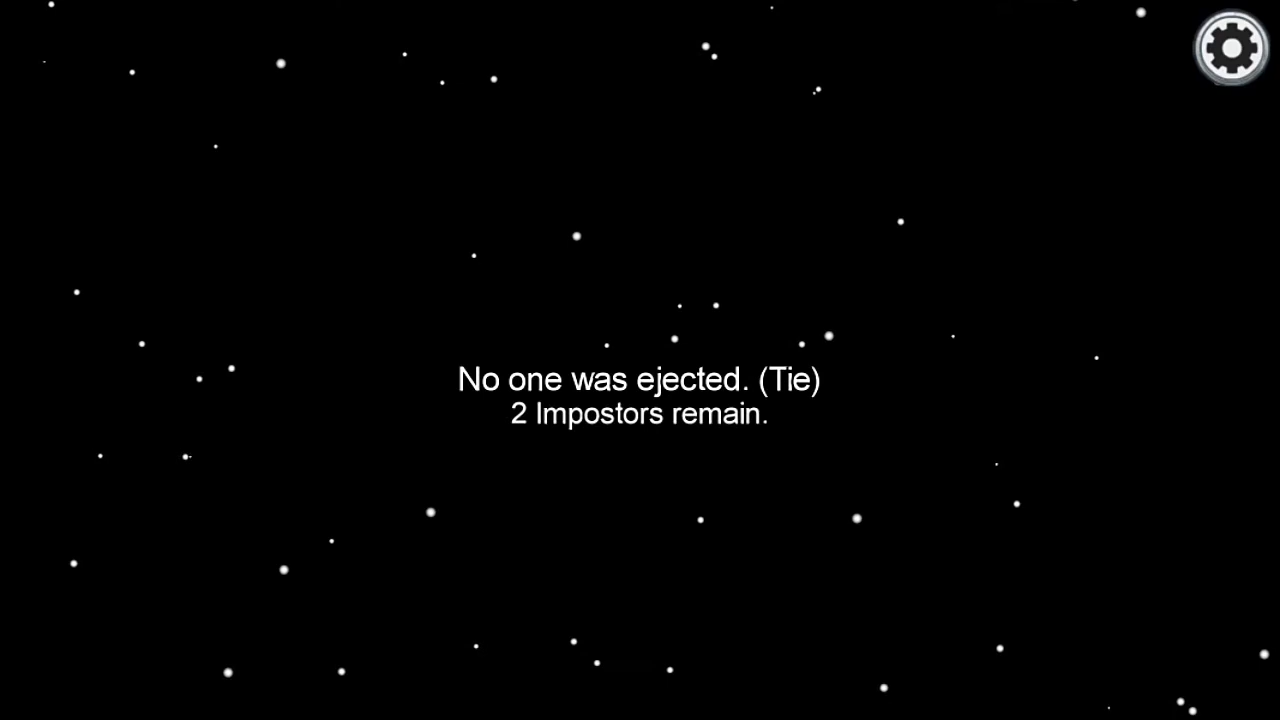 No one was ejected. (Tie)
2 Impostors remain.